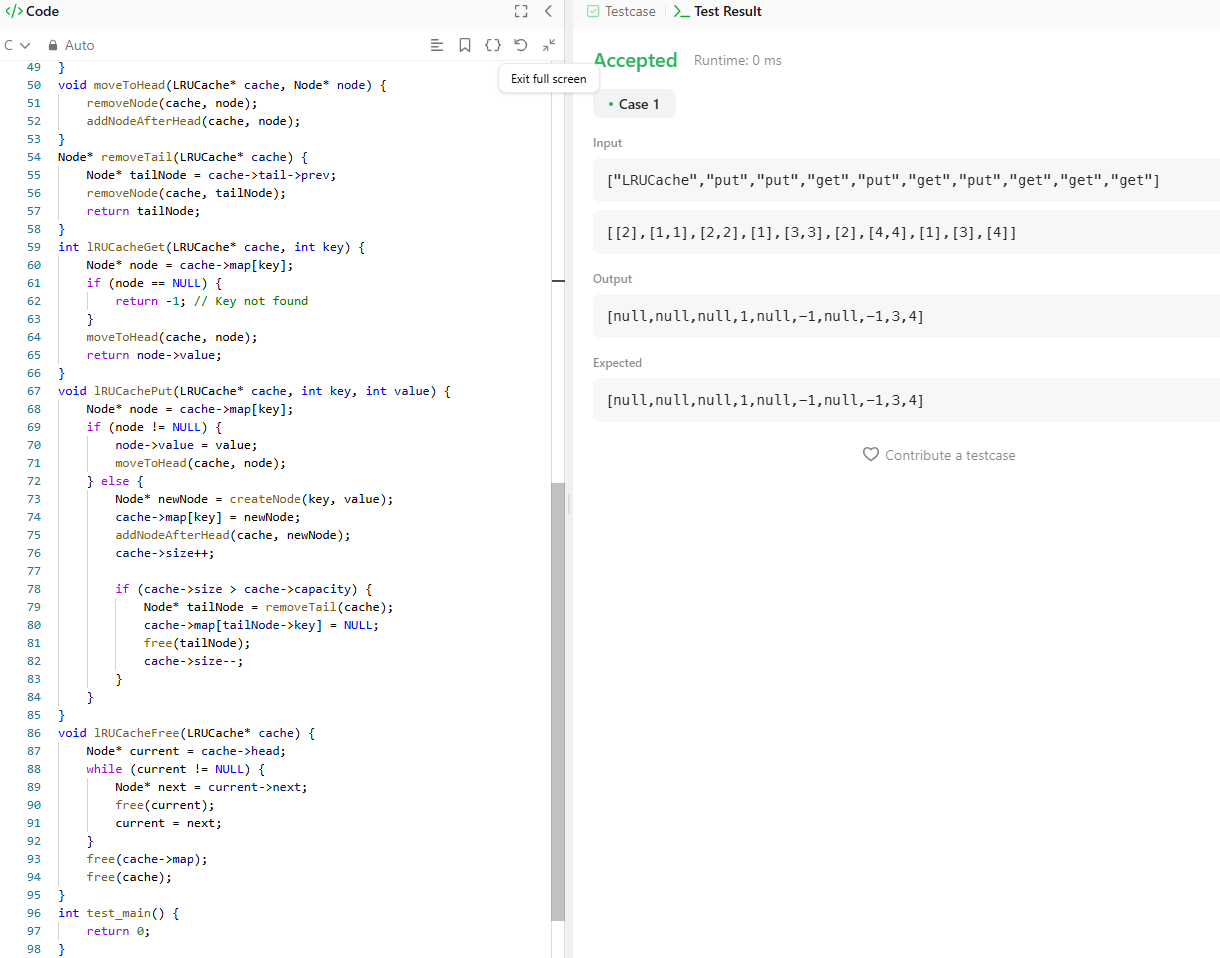 </> Code
C Auto
Exit full screen
49 }
50 void moveToHead(LRUCache* cache, Node* node) {
51 removeNode(cache, node);
52 addNodeAfterHead(cache, node);
53 }
54 Node* removeTail(LRUCache* cache) {
55 Node* tailNode = cache->tail->prev;
56 removeNode(cache, tailNode);
57 return tailNode;
58 }
59 int lRUCacheGet(LRUCache* cache, int key) {
60 Node* node = cache->map[key];
61 if (node == NULL) {
62 return -1; // Key not found
63 }
64 moveToHead(cache, node);
65 return node->value;
66 }
67 void lRUCachePut(LRUCache* cache, int key, int value) {
68 Node* node = cache->map[key];
69 if (node != NULL) {
70 node->value = value;
71 moveToHead(cache, node);
72 } else {
73 Node* newNode = createNode(key, value);
74 cache->map[key] = newNode;
75 addNodeAfterHead(cache, newNode);
76 cache->size++;
77
78 if (cache->size > cache->capacity) {
79 Node* tailNode = removeTail(cache);
80 cache->map[tailNode->key] = NULL;
81 free(tailNode);
82 cache->size--;
83 }
84 }
85 }
86 void lRUCacheFree(LRUCache* cache) {
87 Node* current = cache->head;
88 while (current != NULL) {
89 Node* next = current->next;
90 free(current);
91 current = next;
92 }
93 free(cache->map);
94 free(cache);
95 }
96 int test_main() {
97 return 0;
98 }
Testcase
Test Result
Accepted Runtime: 0 ms
Case 1
Input
["LRUCache","put","put","get","put","get","put","get","get","get"]
[[2],[1,1],[2,2],[1],[3,3],[2],[4,4],[1],[3],[4]]
Output
[null,null,null,1,null,-1,null,-1,3,4]
Expected
[null,null,null,1,null,-1,null,-1,3,4]
Contribute a testcase